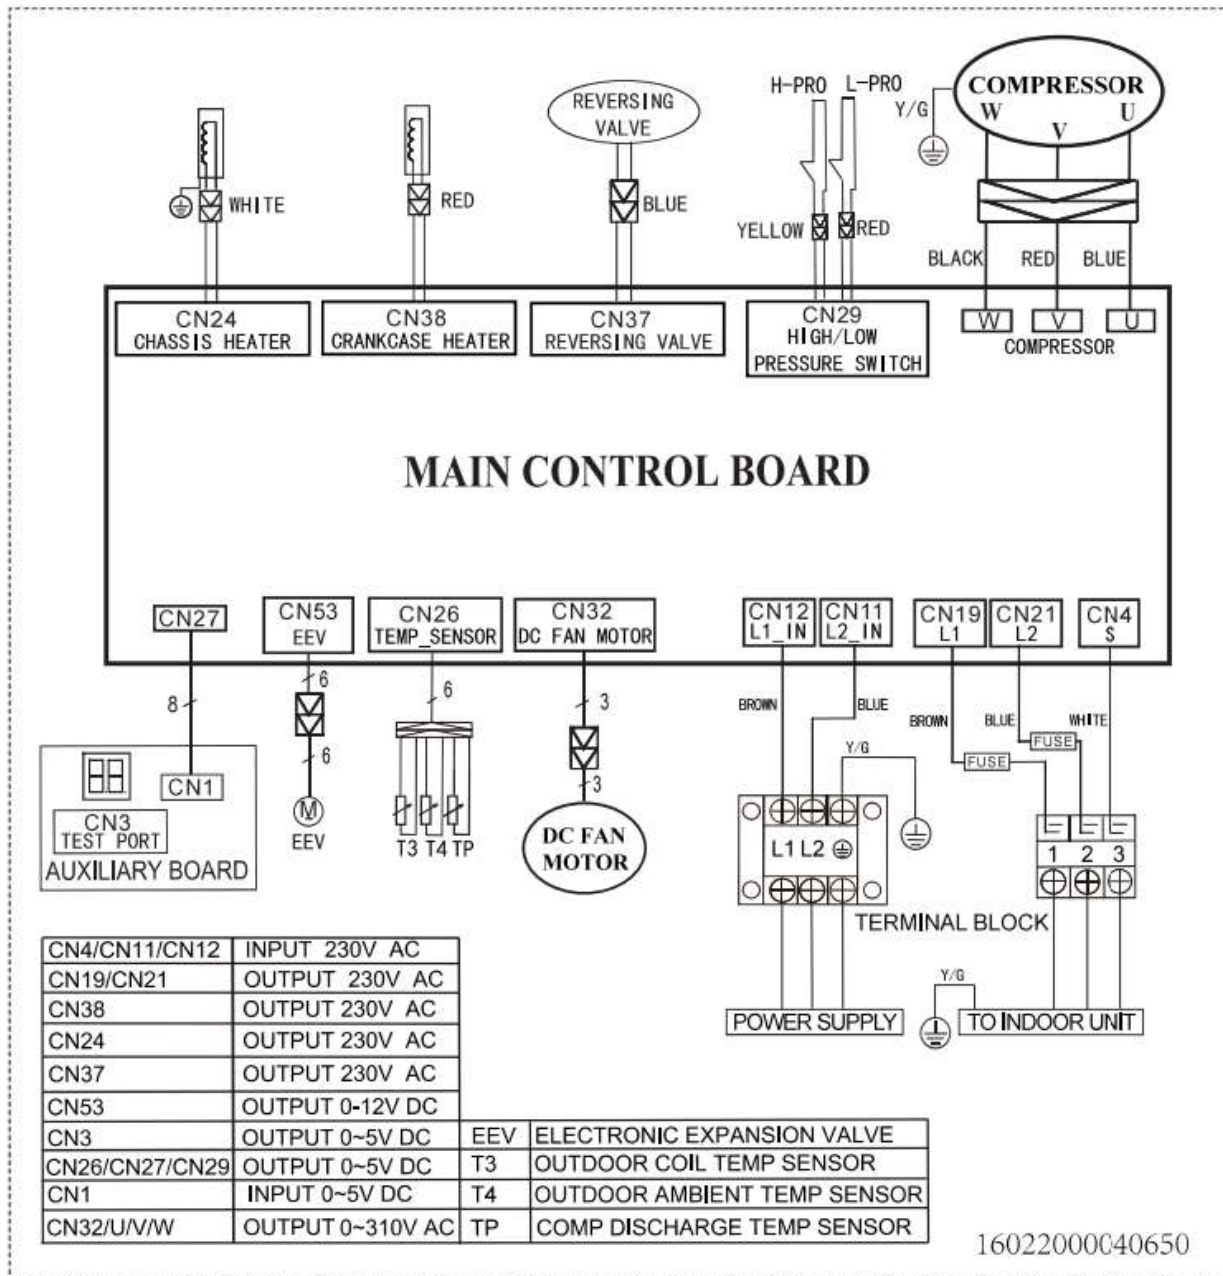 H-PRO L-PRO
COMPRESSOR
W V U
Y/G
REVERSING
VALVE
WHITE
RED
BLUE
YELLOW
RED
BLACK
RED
BLUE
CN24
CHASSIS HEATER
CN38
CRANKCASE HEATER
CN37
REVERSING VALVE
CN29
HIGH/LOW
PRESSURE SWITCH
W
V
U
COMPRESSOR
MAIN CONTROL BOARD
CN27
CN53
EEV
CN26
TEMP_SENSOR
CN32
DC FAN MOTOR
CN12
L1_IN
CN11
L2_IN
CN19
L1
CN21
L2
CN4
S
8
6
6
6
3
3
BROWN
BLUE
BROWN
BLUE
WHITE
Y/G
FUSE
FUSE
CN1
CN3
TEST PORT
AUXILIARY BOARD
M
EEV
T3 T4 TP
DC FAN
MOTOR
L1 L2
1 2 3
TERMINAL BLOCK
Y/G
POWER SUPPLY
TO INDOOR UNIT
CN4/CN11/CN12 INPUT 230V AC
CN19/CN21 OUTPUT 230V AC
CN38 OUTPUT 230V AC
CN24 OUTPUT 230V AC
CN37 OUTPUT 230V AC
CN53 OUTPUT 0-12V DC
CN3 OUTPUT 0~5V DC EEV ELECTRONIC EXPANSION VALVE
CN26/CN27/CN29 OUTPUT 0~5V DC T3 OUTDOOR COIL TEMP SENSOR
CN1 INPUT 0~5V DC T4 OUTDOOR AMBIENT TEMP SENSOR
CN32/U/V/W OUTPUT 0~310V AC TP COMP DISCHARGE TEMP SENSOR
16022000040650